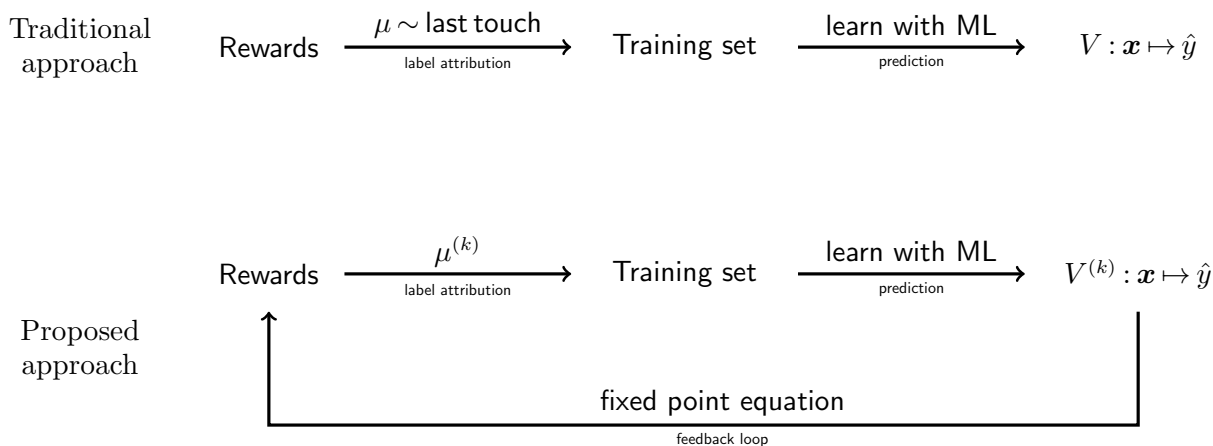 Traditional
approach
Rewards
μ ∼ last touch
label attribution
Training set
learn with ML
prediction
V : x ↦ ŷ
Rewards
μ^(k)
label attribution
Training set
learn with ML
prediction
V^(k) : x ↦ ŷ
Proposed
approach
fixed point equation
feedback loop